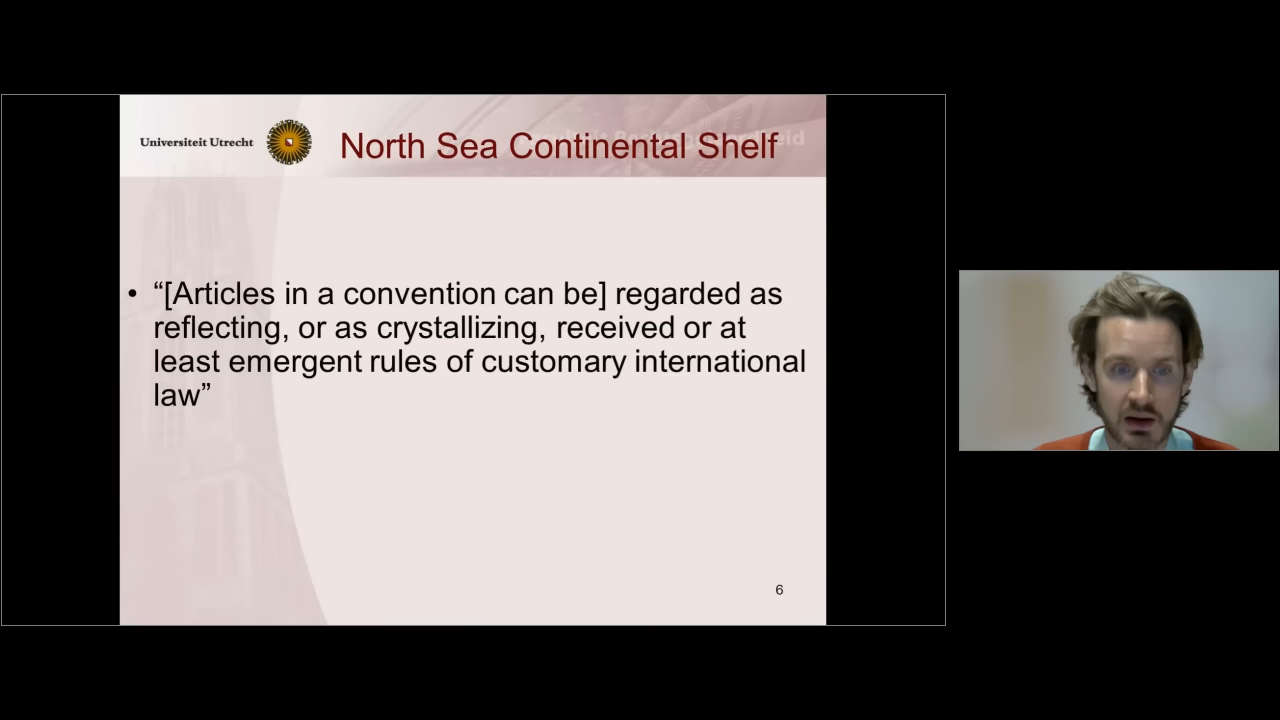 Universiteit Utrecht
North Sea Continental Shelf
• “[Articles in a convention can be] regarded as
reflecting, or as crystallizing, received or at
least emergent rules of customary international
law”
6